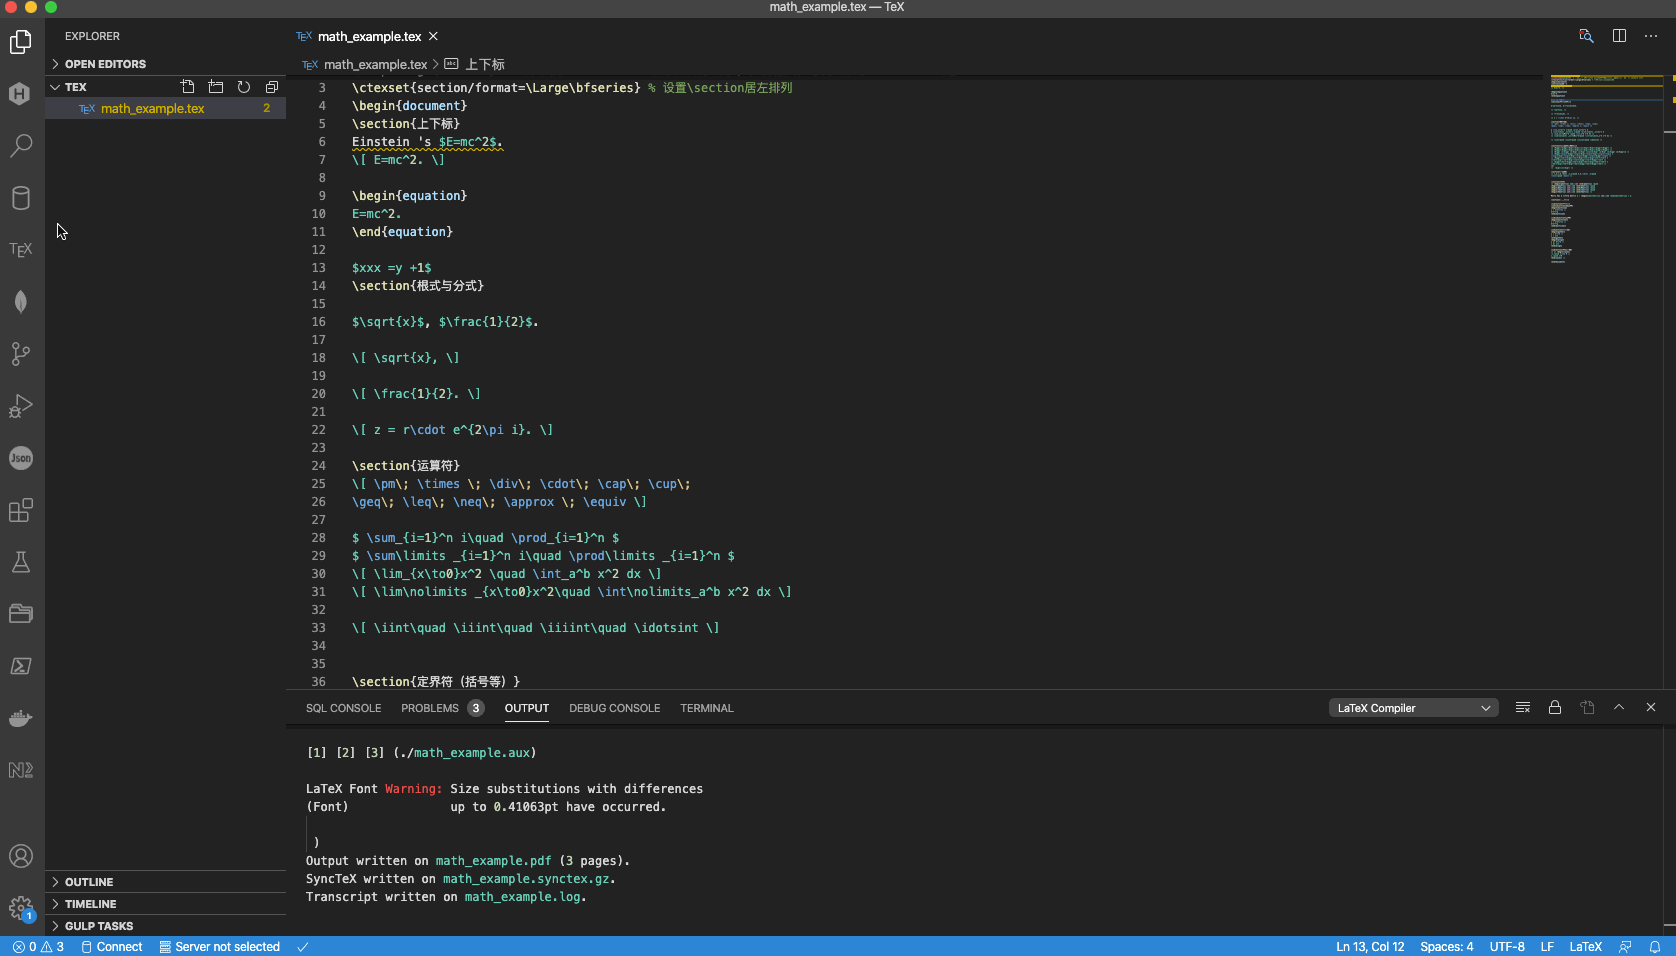 math_example.tex — TeX
EXPLORER
OPEN EDITORS
TEX
TEX math_example.tex 2
OUTLINE
TIMELINE
GULP TASKS
TEX
Json
1
TEX math_example.tex
TEX math_example.tex > abc 上下标
3 \ctexset{section/format=\Large\bfseries} % 设置\section居左排列
4 \begin{document}
5 \section{上下标}
6 Einstein 's $E=mc^2$.
7 \[ E=mc^2. \]
8
9 \begin{equation}
10 E=mc^2.
11 \end{equation}
12
13 $xxx =y +1$
14 \section{根式与分式}
15
16 $\sqrt{x}$, $\frac{1}{2}$.
17
18 \[ \sqrt{x}, \]
19
20 \[ \frac{1}{2}. \]
21
22 \[ z = r\cdot e^{2\pi i}. \]
23
24 \section{运算符}
25 \[ \pm\; \times \; \div\; \cdot\; \cap\; \cup\;
26 \geq\; \leq\; \neq\; \approx \; \equiv \]
27
28 $ \sum_{i=1}^n i\quad \prod_{i=1}^n $
29 $ \sum\limits _{i=1}^n i\quad \prod\limits _{i=1}^n $
30 \[ \lim_{x\to0}x^2 \quad \int_a^b x^2 dx \]
31 \[ \lim\nolimits _{x\to0}x^2\quad \int\nolimits_a^b x^2 dx \]
32
33 \[ \iint\quad \iiint\quad \iiiint\quad \idotsint \]
34
35
36 \section{定界符（括号等）}
SQL CONSOLE PROBLEMS 3 OUTPUT DEBUG CONSOLE TERMINAL LaTeX Compiler
[1] [2] [3] (./math_example.aux)
LaTeX Font Warning: Size substitutions with differences
(Font) up to 0.41063pt have occurred.
)
Output written on math_example.pdf (3 pages).
SyncTeX written on math_example.synctex.gz.
Transcript written on math_example.log.
0 3 Connect Server not selected Ln 13, Col 12 Spaces: 4 UTF-8 LF LaTeX